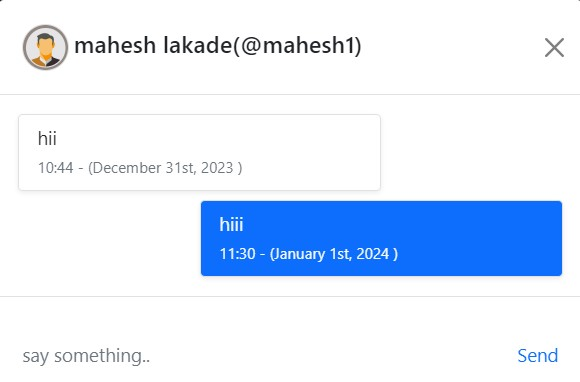 mahesh lakade(@mahesh1)
hii
10:44 - (December 31st, 2023 )
hiii
11:30 - (January 1st, 2024 )
say something..
Send